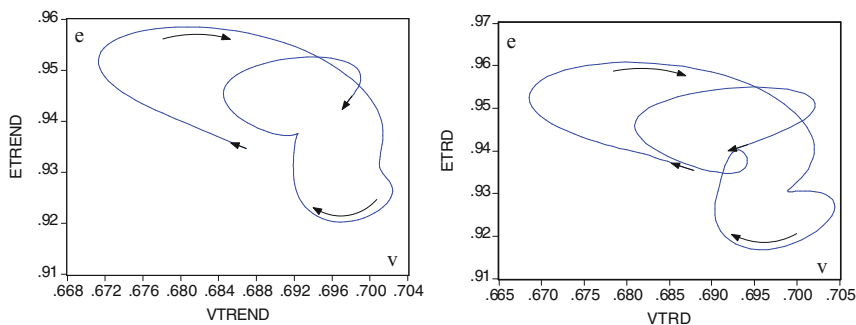 .96
.95
.94
.93
.92
.91
ETREND
e
v
.668 .672 .676 .680 .684 .688 .692 .696 .700 .704
VTREND
.97
.96
.95
.94
.93
.92
.91
ETRD
e
v
.665 .670 .675 .680 .685 .690 .695 .700 .705
VTRD